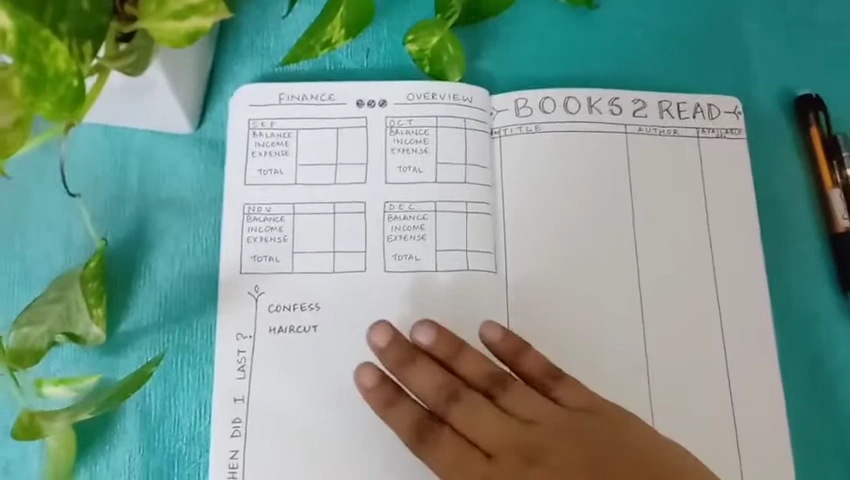 FINANCE OVERVIEW
SEP
BALANCE
INCOME
EXPENSE
TOTAL
OCT
BALANCE
INCOME
EXPENSE
TOTAL
NOV
BALANCE
INCOME
EXPENSE
TOTAL
DEC
BALANCE
INCOME
EXPENSE
TOTAL
WHEN DID I LAST?
CONFESS
HAIRCUT
BOOKS 2 READ
TITLE AUTHOR AVAILABLE